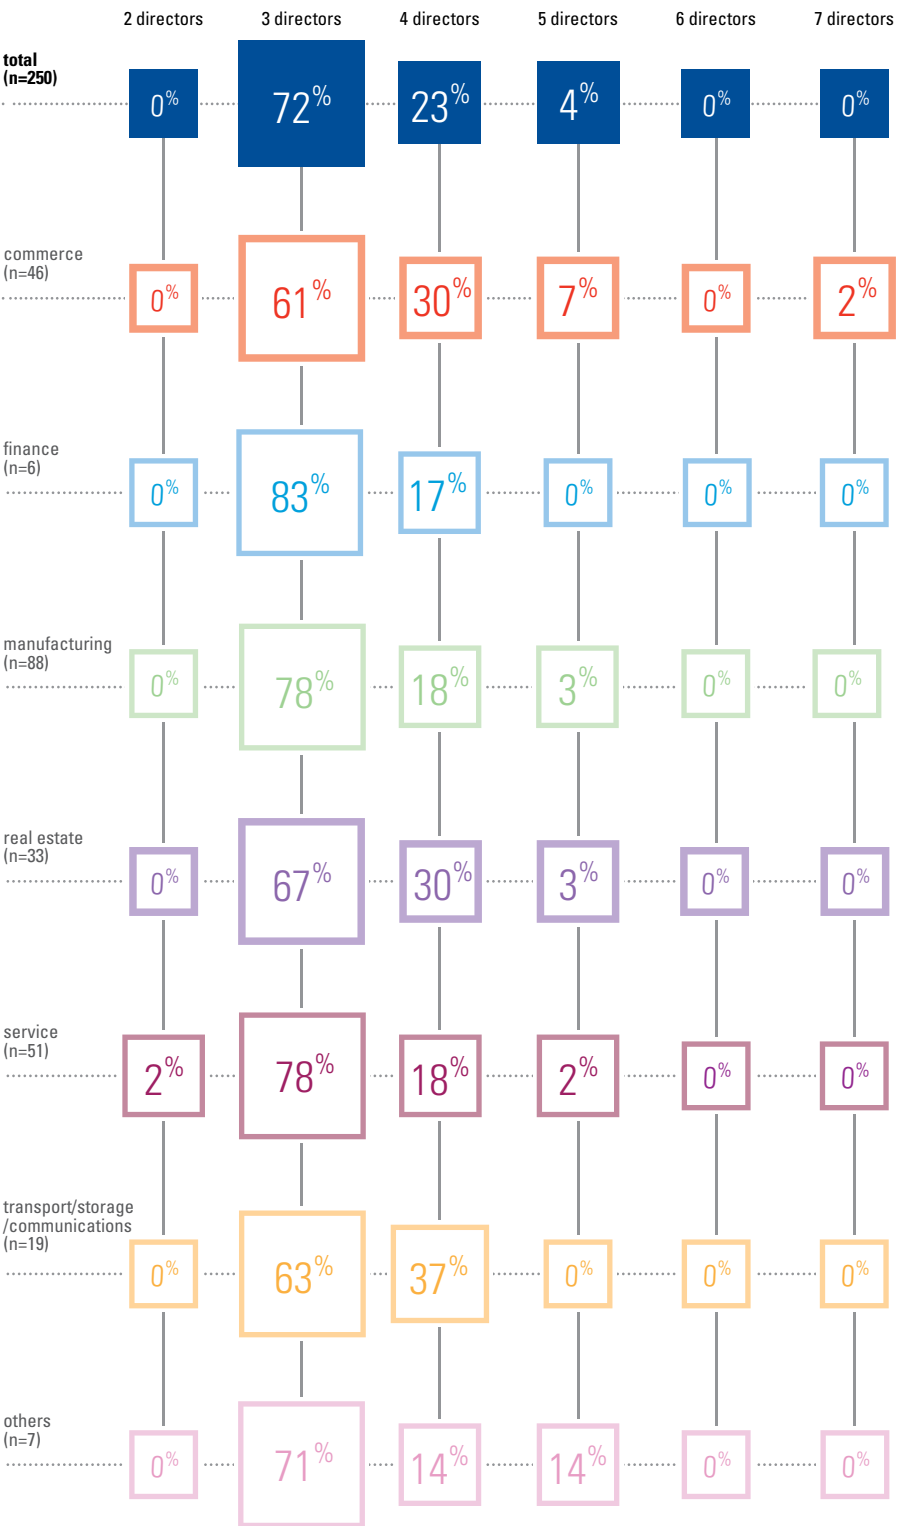 2 directors 3 directors 4 directors 5 directors 6 directors 7 directors
total
(n=250)
0% 72% 23% 4% 0% 0%
commerce
(n=46)
0% 61% 30% 7% 0% 2%
finance
(n=6)
0% 83% 17% 0% 0% 0%
manufacturing
(n=88)
0% 78% 18% 3% 0% 0%
real estate
(n=33)
0% 67% 30% 3% 0% 0%
service
(n=51)
2% 78% 18% 2% 0% 0%
transport/storage
/communications
(n=19)
0% 63% 37% 0% 0% 0%
others
(n=7)
0% 71% 14% 14% 0% 0%